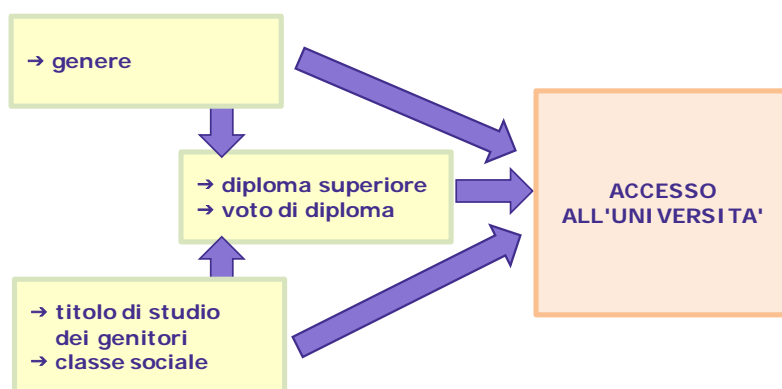 → genere
→ diploma superiore
→ voto di diploma
ACCESSO
ALL'UNIVERSITA'
→ titolo di studio
dei genitori
→ classe sociale